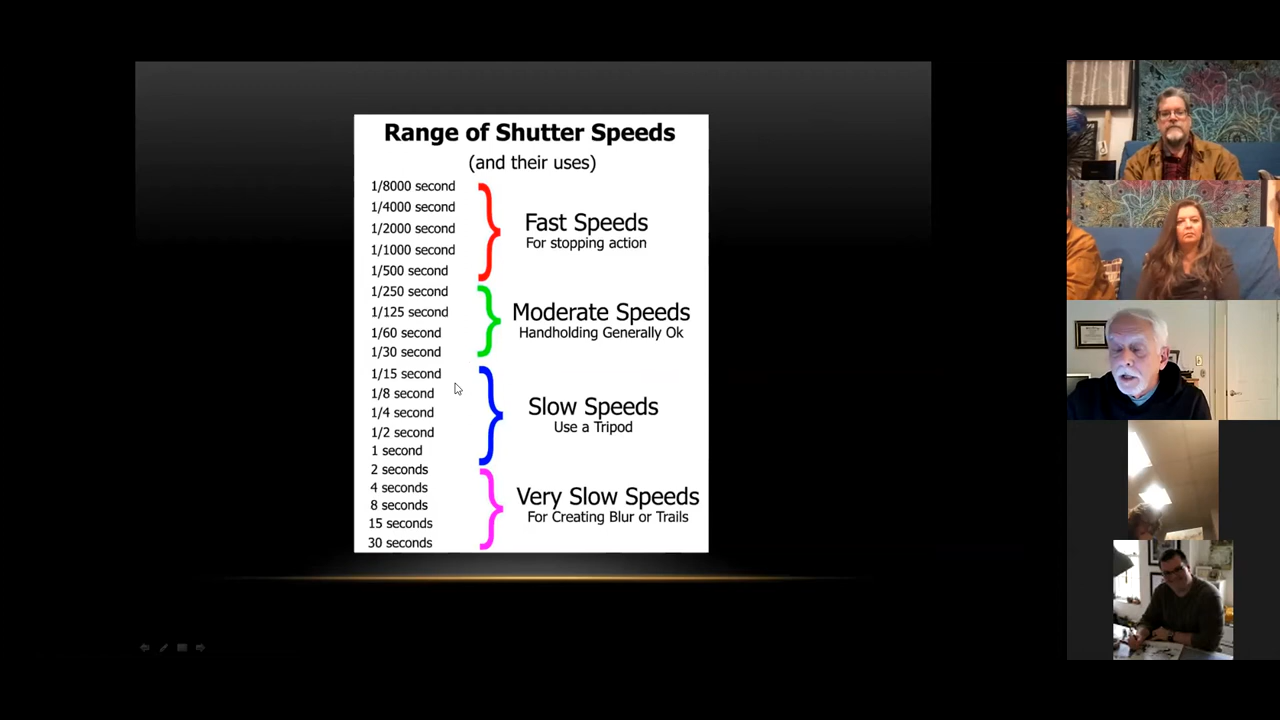 Range of Shutter Speeds
(and their uses)
1/8000 second
1/4000 second
1/2000 second
1/1000 second
1/500 second
Fast Speeds
For stopping action
1/250 second
1/125 second
1/60 second
1/30 second
Moderate Speeds
Handholding Generally Ok
1/15 second
1/8 second
1/4 second
1/2 second
1 second
Slow Speeds
Use a Tripod
2 seconds
4 seconds
8 seconds
15 seconds
30 seconds
Very Slow Speeds
For Creating Blur or Trails